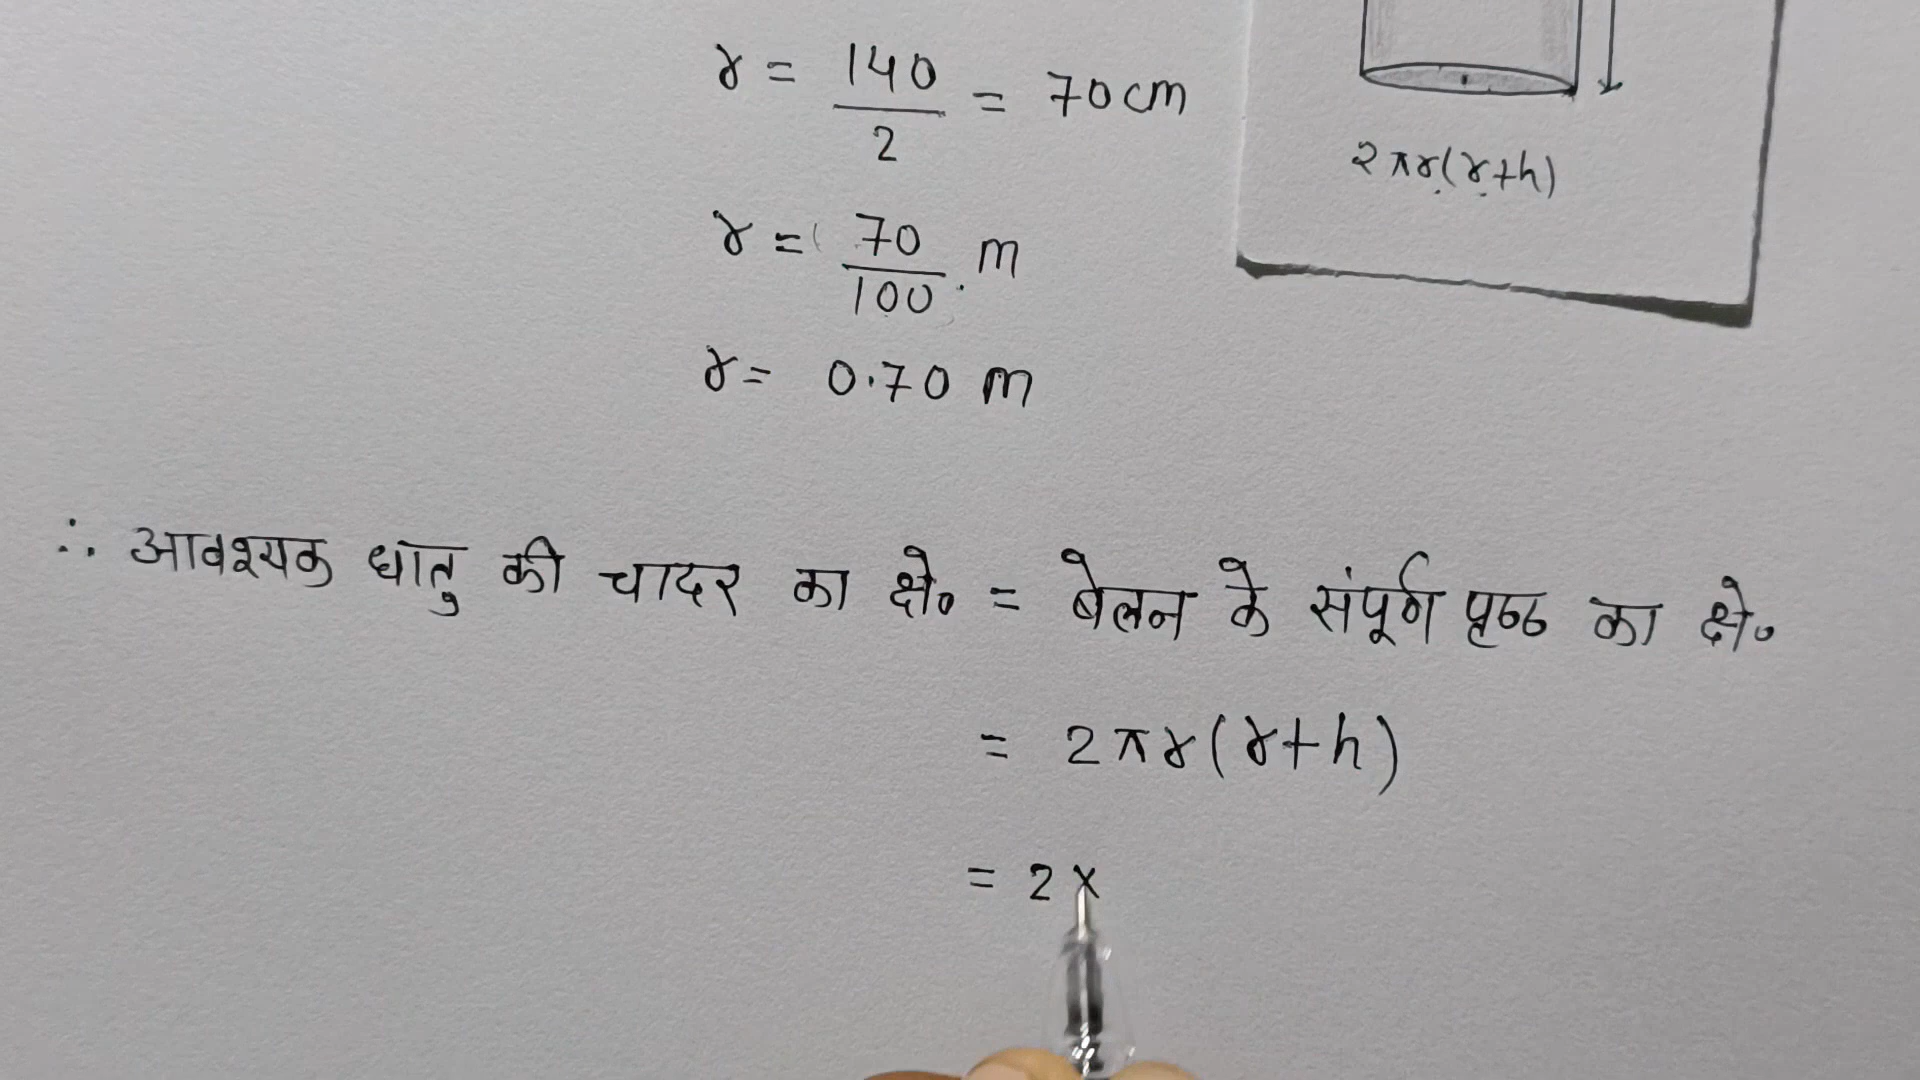 r = 140/2 = 70 cm
2πr(r+h)
r = 70/100 m
r = 0.70 m
∴ आवश्यक धातु की चादर का क्षे० = बेलन के संपूर्ण पृष्ठ का क्षे०
= 2πr(r+h)
= 2×